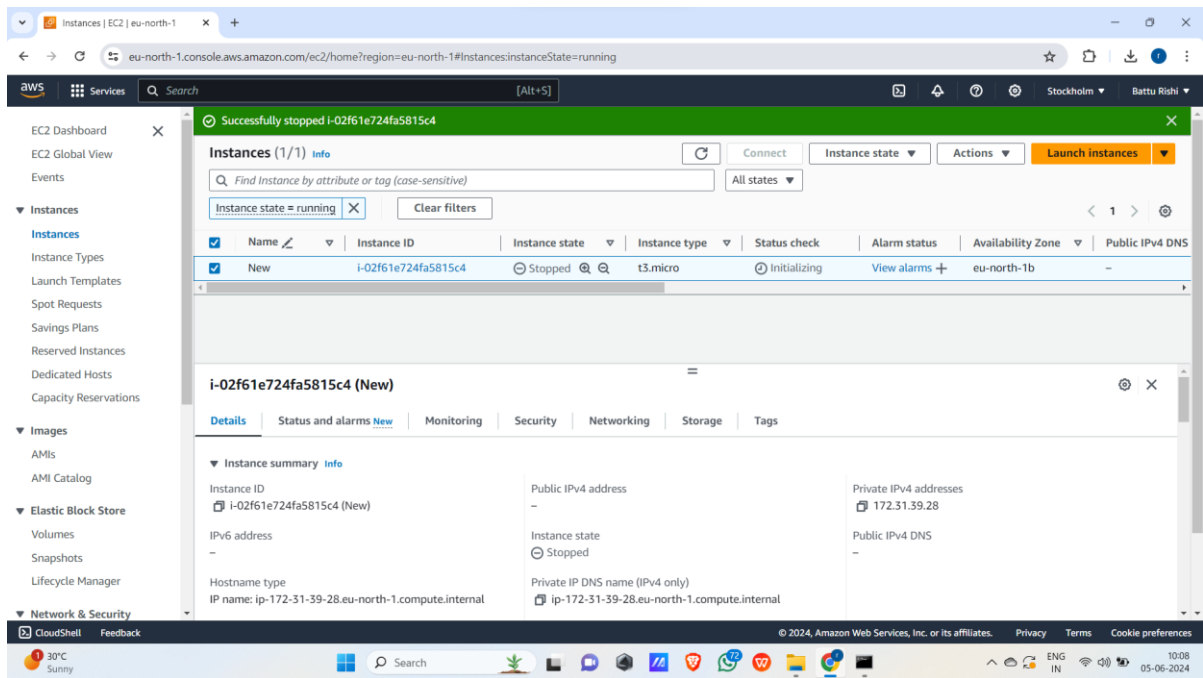 Instances | EC2 | eu-north-1
eu-north-1.console.aws.amazon.com/ec2/home?region=eu-north-1#Instances:instanceState=running
aws Services Search [Alt+S] Stockholm Battu Rishi
EC2 Dashboard
EC2 Global View
Events
Instances
Instances
Instance Types
Launch Templates
Spot Requests
Savings Plans
Reserved Instances
Dedicated Hosts
Capacity Reservations
Images
AMIs
AMI Catalog
Elastic Block Store
Volumes
Snapshots
Lifecycle Manager
Network & Security
Successfully stopped i-02f61e724fa5815c4
Instances (1/1) Info Connect Instance state Actions Launch instances
Find Instance by attribute or tag (case-sensitive) All states
Instance state = running Clear filters 1
Name Instance ID Instance state Instance type Status check Alarm status Availability Zone Public IPv4 DNS
New i-02f61e724fa5815c4 Stopped t3.micro Initializing View alarms + eu-north-1b –
i-02f61e724fa5815c4 (New)
Details Status and alarms New Monitoring Security Networking Storage Tags
Instance summary Info
Instance ID Public IPv4 address Private IPv4 addresses
i-02f61e724fa5815c4 (New) – 172.31.39.28
IPv6 address Instance state Public IPv4 DNS
– Stopped –
Hostname type Private IP DNS name (IPv4 only)
IP name: ip-172-31-39-28.eu-north-1.compute.internal ip-172-31-39-28.eu-north-1.compute.internal
CloudShell Feedback © 2024, Amazon Web Services, Inc. or its affiliates. Privacy Terms Cookie preferences
1 30°C Search 72 ENG 10:08
Sunny IN 05-06-2024